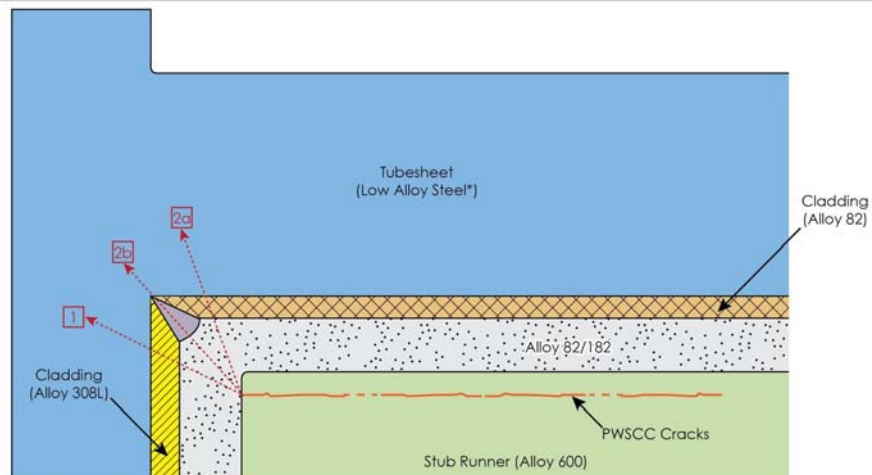 Tubesheet
(Low Alloy Steel*)
Cladding
(Alloy 82)
2a
2b
1
Alloy 82/182
Cladding
(Alloy 308L)
PWSCC Cracks
Stub Runner (Alloy 600)